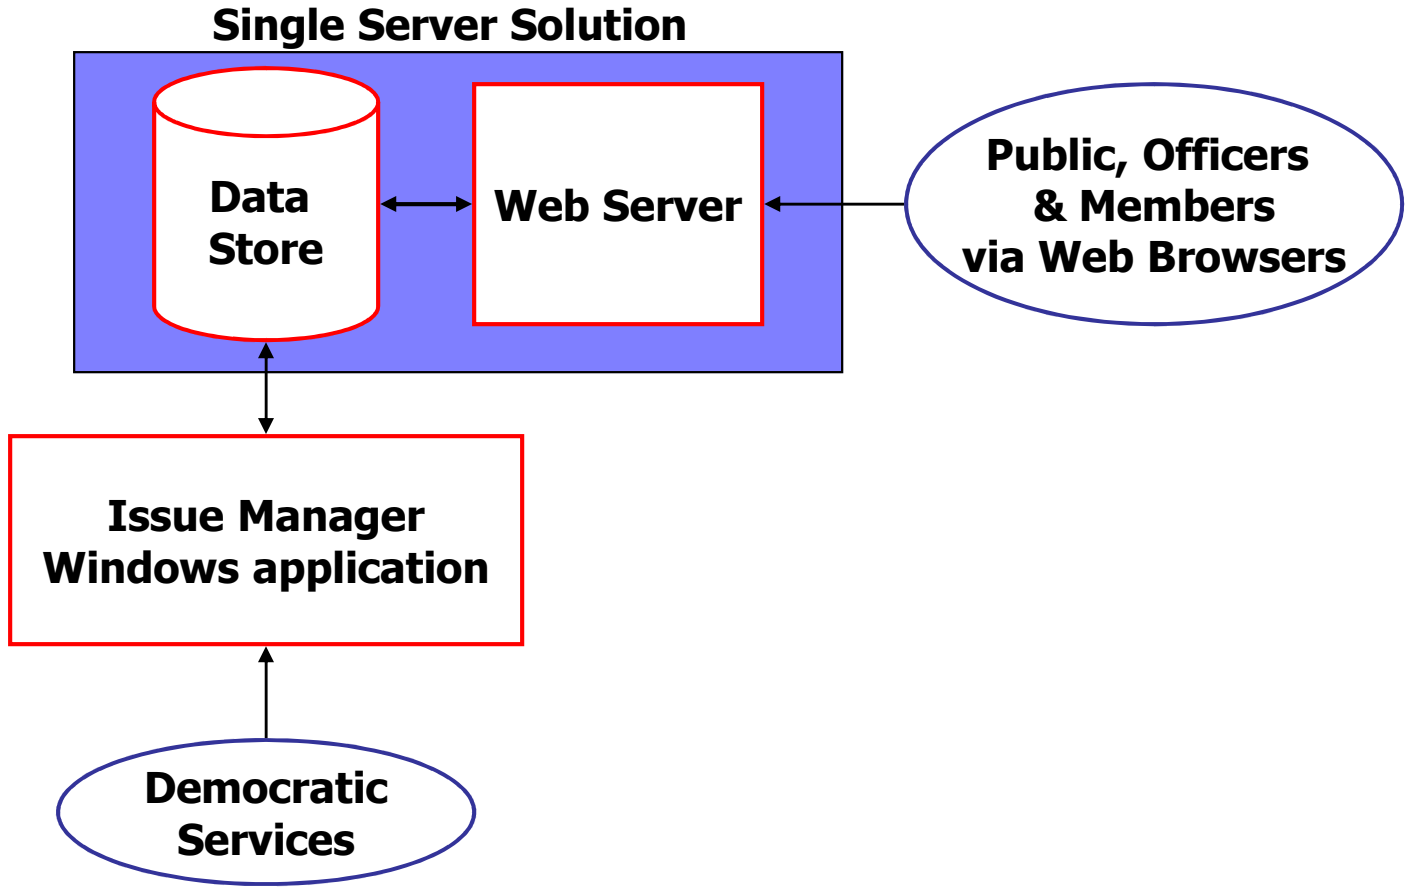 Single Server Solution
Data
Store
Web Server
Public, Officers
& Members
via Web Browsers
Issue Manager
Windows application
Democratic
Services